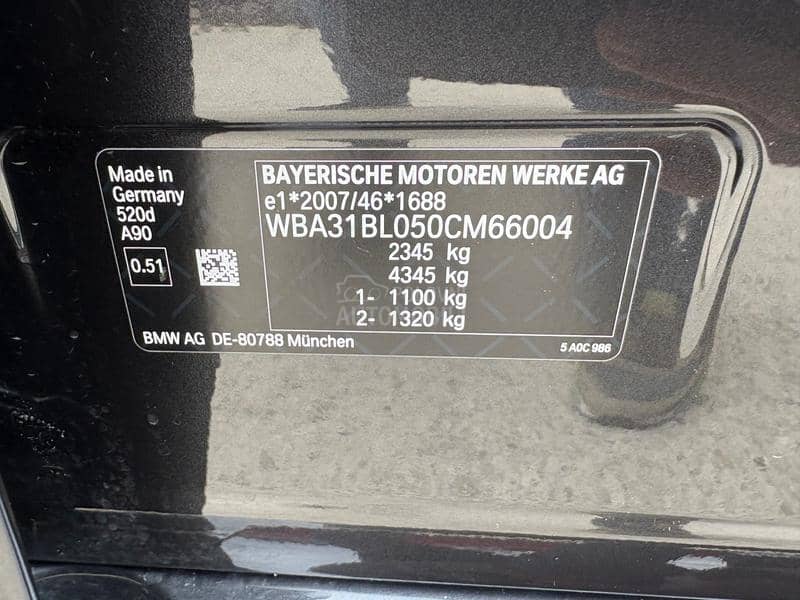 Made in
Germany
520d
A90
0.51
BAYERISCHE MOTOREN WERKE AG
e1*2007/46*1688
WBA31BL050CM66004
2345 kg
4345 kg
1- 1100 kg
2- 1320 kg
BMW AG DE-80788 München
5 A0C 986